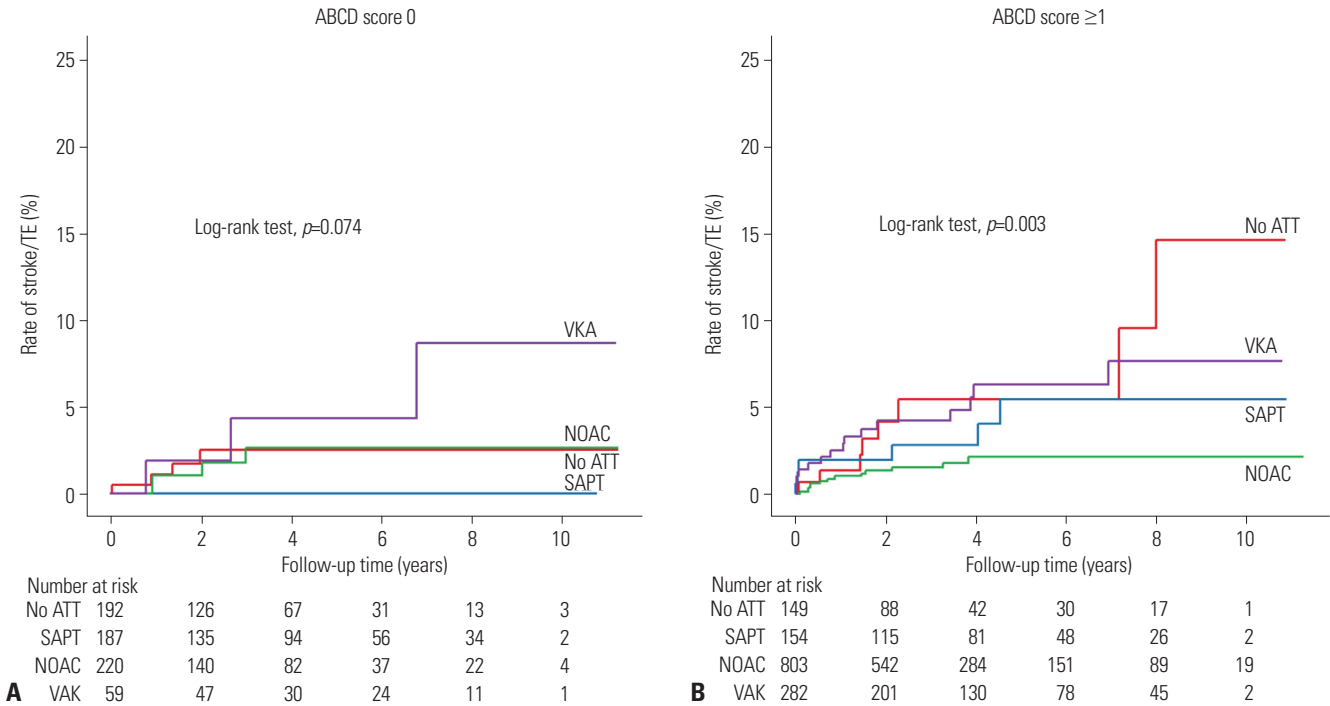 ABCD score 0
25
20
15
10
5
0
Rate of stroke/TE (%)
Log-rank test, p=0.074
VKA
NOAC
No ATT
SAPT
0 2 4 6 8 10
Follow-up time (years)
Number at risk
No ATT 192 126 67 31 13 3
SAPT 187 135 94 56 34 2
NOAC 220 140 82 37 22 4
A VAK 59 47 30 24 11 1
ABCD score ≥1
25
20
15
10
5
0
Rate of stroke/TE (%)
Log-rank test, p=0.003
No ATT
VKA
SAPT
NOAC
0 2 4 6 8 10
Follow-up time (years)
Number at risk
No ATT 149 88 42 30 17 1
SAPT 154 115 81 48 26 2
NOAC 803 542 284 151 89 19
B VAK 282 201 130 78 45 2